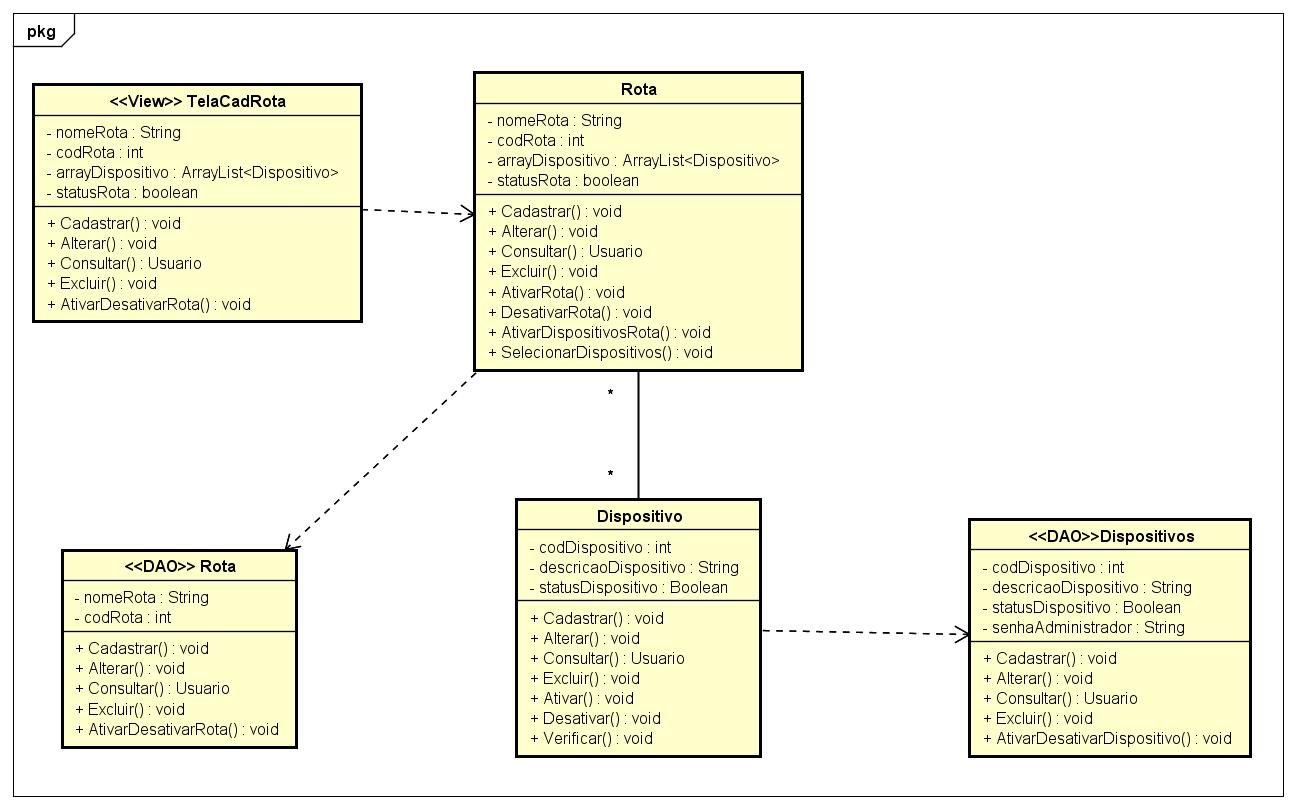 pkg
<<View>> TelaCadRota
- nomeRota : String
- codRota : int
- arrayDispositivo : ArrayList<Dispositivo>
- statusRota : boolean
+ Cadastrar() : void
+ Alterar() : void
+ Consultar() : Usuario
+ Excluir() : void
+ AtivarDesativarRota() : void
Rota
- nomeRota : String
- codRota : int
- arrayDispositivo : ArrayList<Dispositivo>
- statusRota : boolean
+ Cadastrar() : void
+ Alterar() : void
+ Consultar() : Usuario
+ Excluir() : void
+ AtivarRota() : void
+ DesativarRota() : void
+ AtivarDispositivosRota() : void
+ SelecionarDispositivos() : void
*
*
<<DAO>> Rota
- nomeRota : String
- codRota : int
+ Cadastrar() : void
+ Alterar() : void
+ Consultar() : Usuario
+ Excluir() : void
+ AtivarDesativarRota() : void
Dispositivo
- codDispositivo : int
- descricaoDispositivo : String
- statusDispositivo : Boolean
+ Cadastrar() : void
+ Alterar() : void
+ Consultar() : Usuario
+ Excluir() : void
+ Ativar() : void
+ Desativar() : void
+ Verificar() : void
<<DAO>>Dispositivos
- codDispositivo : int
- descricaoDispositivo : String
- statusDispositivo : Boolean
- senhaAdministrador : String
+ Cadastrar() : void
+ Alterar() : void
+ Consultar() : Usuario
+ Excluir() : void
+ AtivarDesativarDispositivo() : void